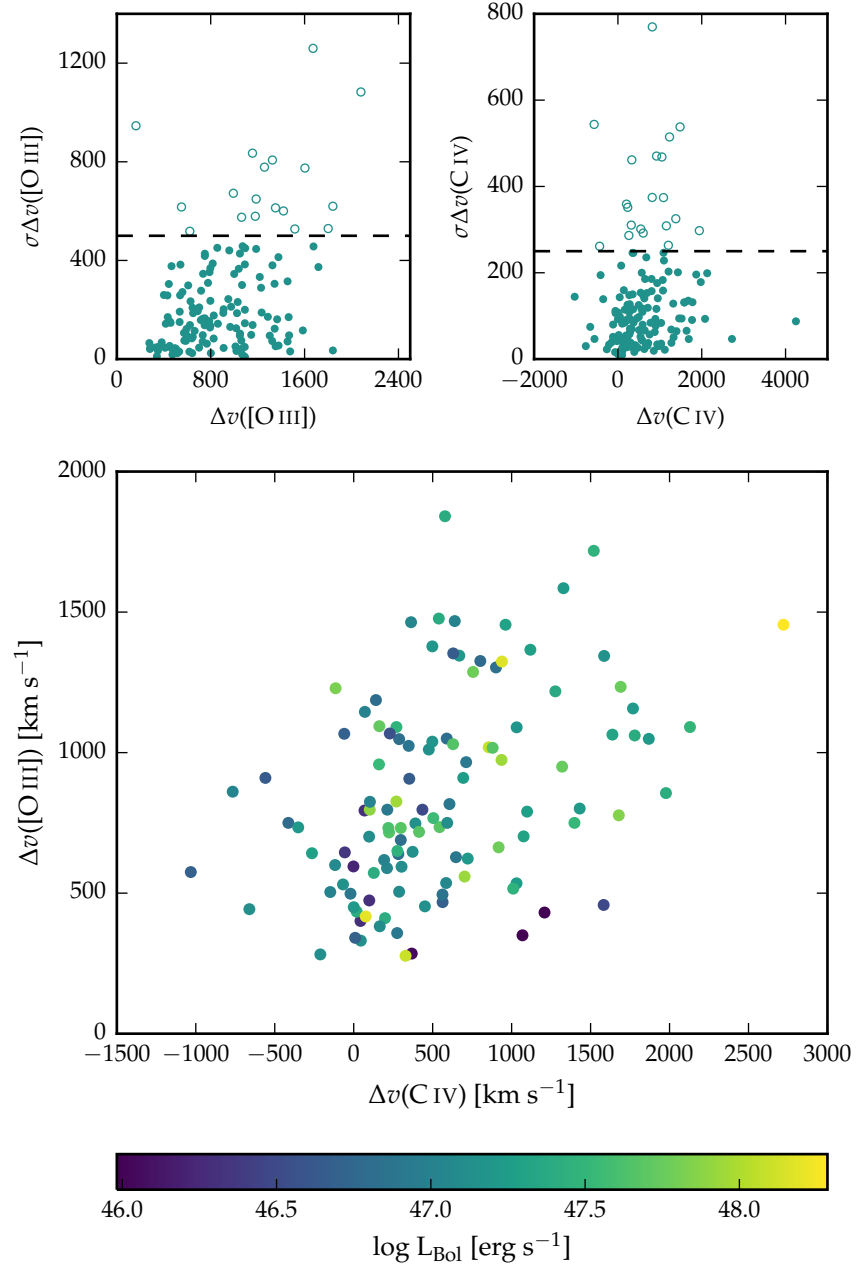 1200
800
400
0
σΔv([O III])
0 800 1600 2400
Δv([O III])
800
600
400
200
0
σΔv(C IV)
−2000 0 2000 4000
Δv(C IV)
2000
1500
1000
500
0
Δv([O III]) [km s⁻¹]
−1500 −1000 −500 0 500 1000 1500 2000 2500 3000
Δv(C IV) [km s⁻¹]
46.0 46.5 47.0 47.5 48.0
log L_Bol [erg s⁻¹]